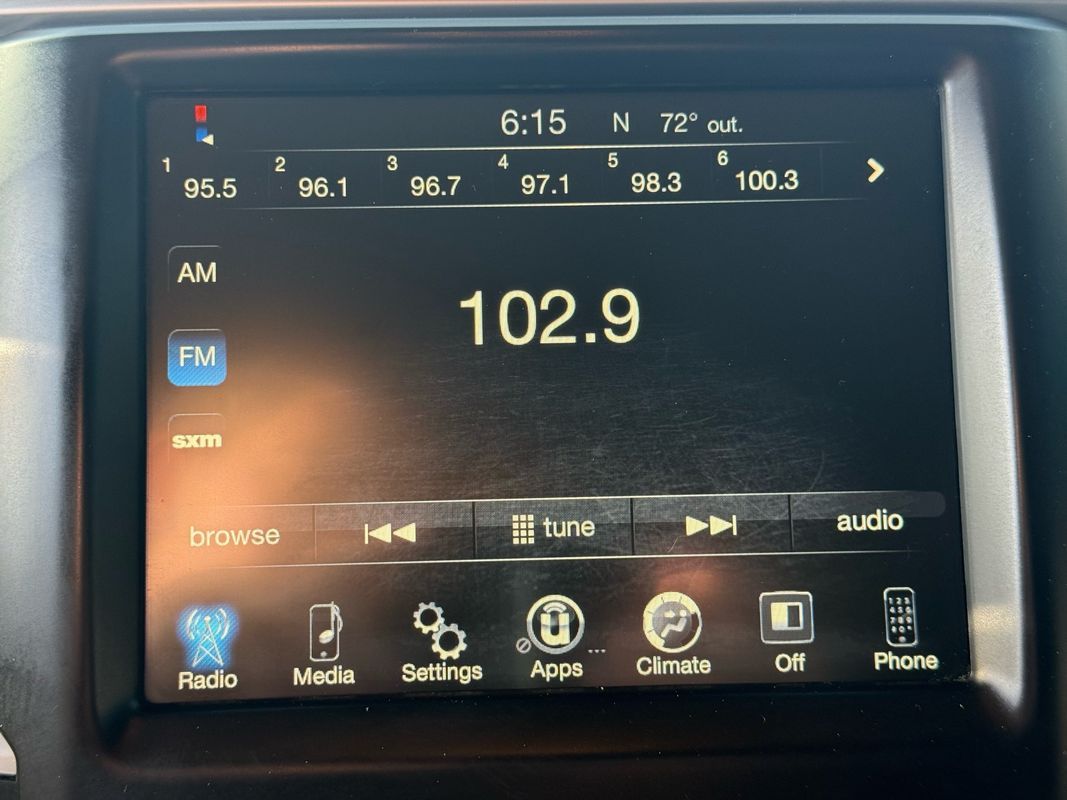 6:15 N 72° out.
1 95.5 2 96.1 3 96.7 4 97.1 5 98.3 6 100.3
AM
102.9
FM
sxm
browse tune audio
Radio Media Settings Apps ... Climate Off Phone